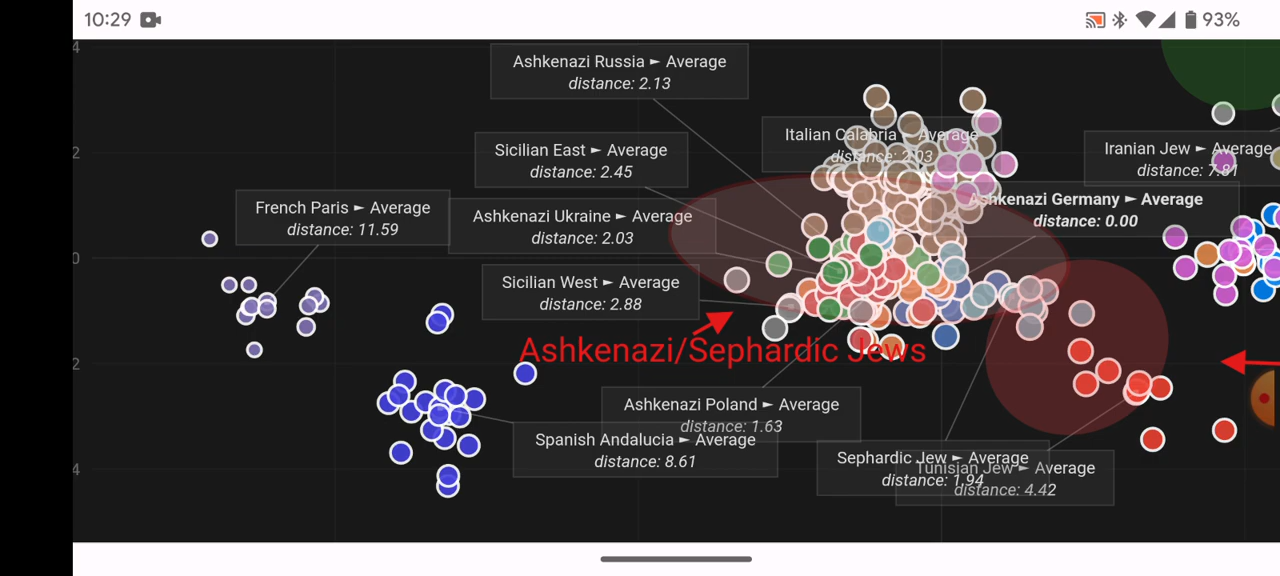 10:29
93%
4
Ashkenazi Russia ► Average
distance: 2.13
Italian Calabria ► Average
distance: 2.03
2
Sicilian East ► Average
distance: 2.45
Iranian Jew ► Average
distance: 7.81
French Paris ► Average
distance: 11.59
Ashkenazi Ukraine ► Average
distance: 2.03
Ashkenazi Germany ► Average
distance: 0.00
0
Sicilian West ► Average
distance: 2.88
Ashkenazi/Sephardic Jews
2
Ashkenazi Poland ► Average
distance: 1.63
Spanish Andalucia ► Average
distance: 8.61
Sephardic Jew ► Average
distance: 1.94
Tunisian Jew ► Average
distance: 4.42
4